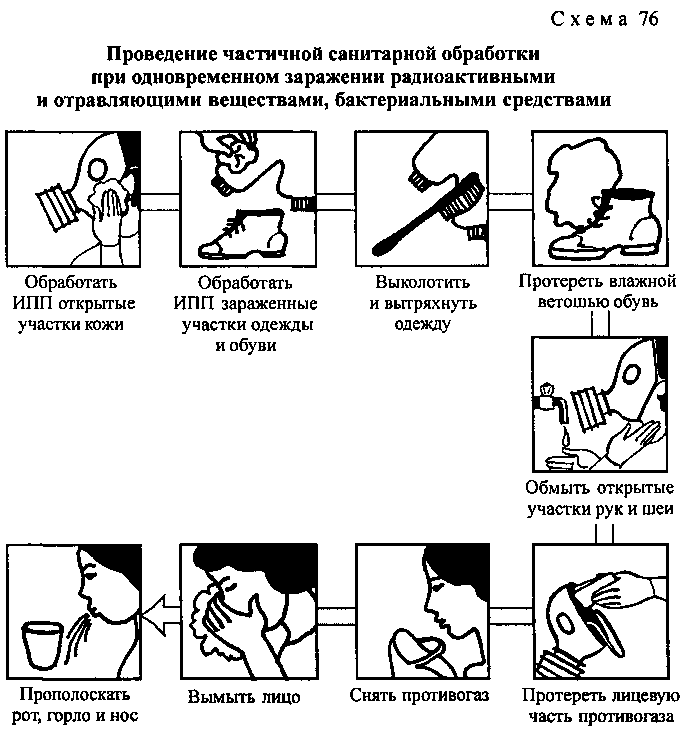 Схема 76
Проведение частичной санитарной обработки
при одновременном заражении радиоактивными
и отравляющими веществами, бактериальными средствами
Обработать
ИПП открытые
участки кожи
Обработать
ИПП зараженные
участки одежды
и обуви
Выколотить
и вытряхнуть
одежду
Протереть влажной
ветошью обувь
Обмыть открытые
участки рук и шеи
Протереть лицевую
часть противогаза
Снять противогаз
Вымыть лицо
Прополоскать
рот, горло и нос